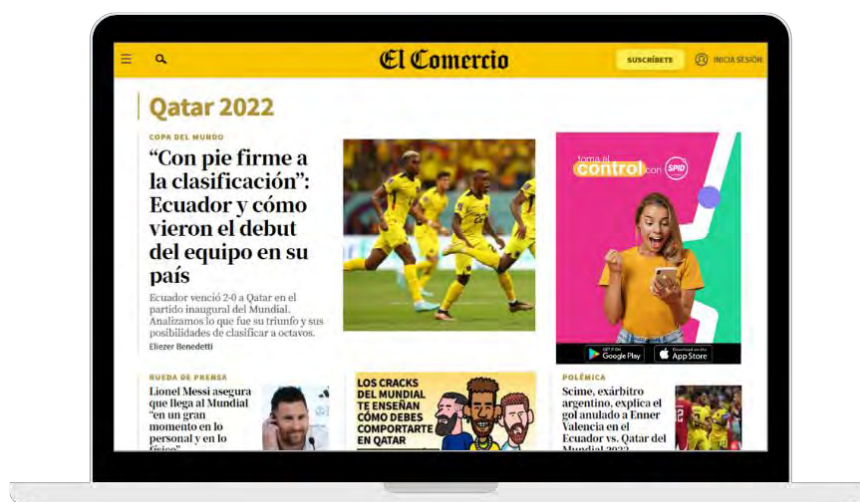 El Comercio
SUSCRÍBETE
INICIA SESIÓN
Qatar 2022
COPA DEL MUNDO
“Con pie firme a
la clasificación”:
Ecuador y cómo
vieron el debut
del equipo en su
país
Ecuador venció 2-0 a Qatar en el
partido inaugural del Mundial.
Analizamos lo que fue su triunfo y sus
posibilidades de clasificar a octavos.
Eliezer Benedetti
toma el
control con SPID
GET IT ON
Google Play
Download on the
App Store
RUEDA DE PRENSA
Lionel Messi asegura
que llega al Mundial
“en un gran
momento en lo
personal y en lo
físico”
LOS CRACKS
DEL MUNDIAL
TE ENSEÑAN
CÓMO DEBES
COMPORTARTE
EN QATAR
POLÉMICA
Scime, exárbitro
argentino, explica el
gol anulado a Enner
Valencia en el
Ecuador vs. Qatar del
Mundial 2022